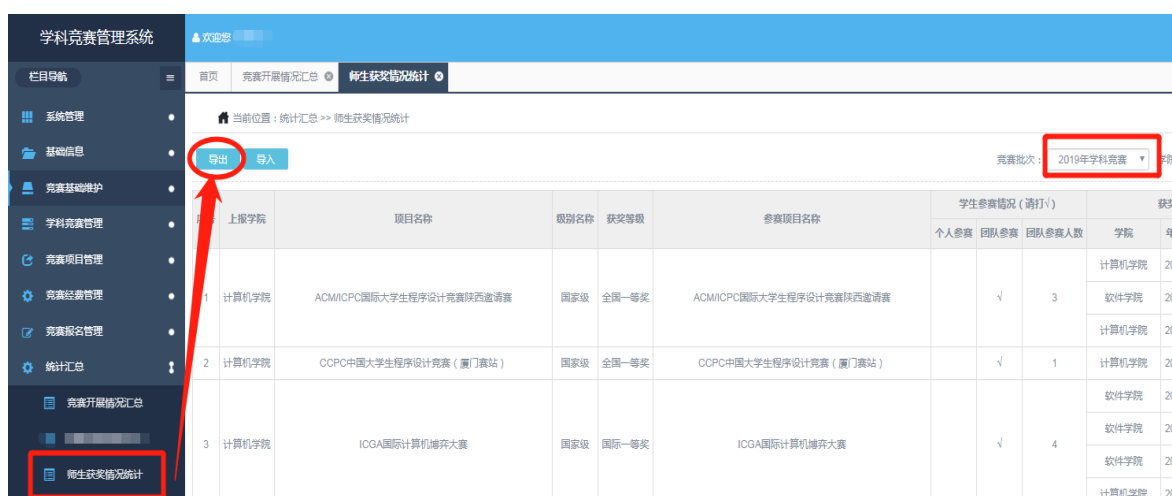 学科竞赛管理系统
欢迎您
栏目导航
首页 竞赛开展情况汇总 师生获奖情况统计
系统管理
当前位置：统计汇总 >> 师生获奖情况统计
基础信息
导出 导入 竞赛批次： 2019年学科竞赛
竞赛基础维护
学科竞赛管理
竞赛项目管理
竞赛经费管理
竞赛报名管理
统计汇总
竞赛开展情况汇总
师生获奖情况统计
上报学院 项目名称 级别名称 获奖等级 参赛项目名称 学生参赛情况（请打√）
个人参赛 团队参赛 团队参赛人数 学院
计算机学院
1 计算机学院 ACM/ICPC国际大学生程序设计竞赛陕西邀请赛 国家级 全国一等奖 ACM/ICPC国际大学生程序设计竞赛陕西邀请赛 √ 3 软件学院
计算机学院
2 计算机学院 CCPC中国大学生程序设计竞赛（厦门赛站） 国家级 全国一等奖 CCPC中国大学生程序设计竞赛（厦门赛站） √ 1 计算机学院
软件学院
软件学院
3 计算机学院 ICGA国际计算机博弈大赛 国家级 国际一等奖 ICGA国际计算机博弈大赛 √ 4
软件学院
计算机学院